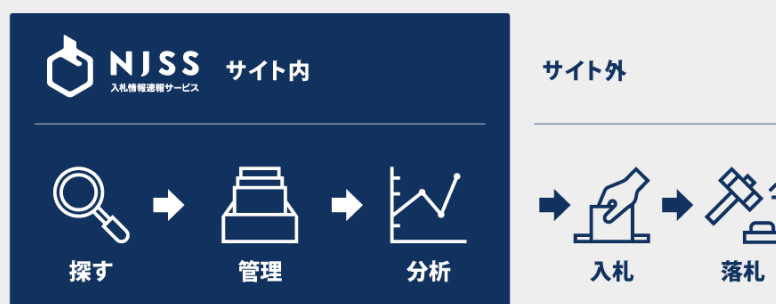 NJSS サイト内
入札情報速報サービス
サイト外
探す
管理
分析
入札
落札